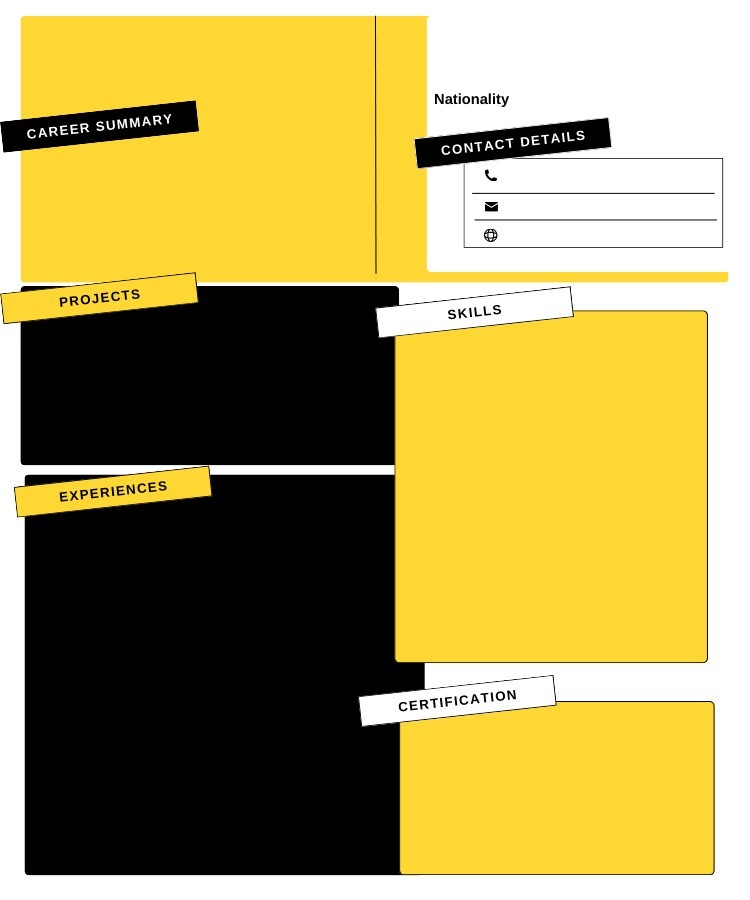 Nationality
CAREER SUMMARY
CONTACT DETAILS
PROJECTS
SKILLS
EXPERIENCES
CERTIFICATION